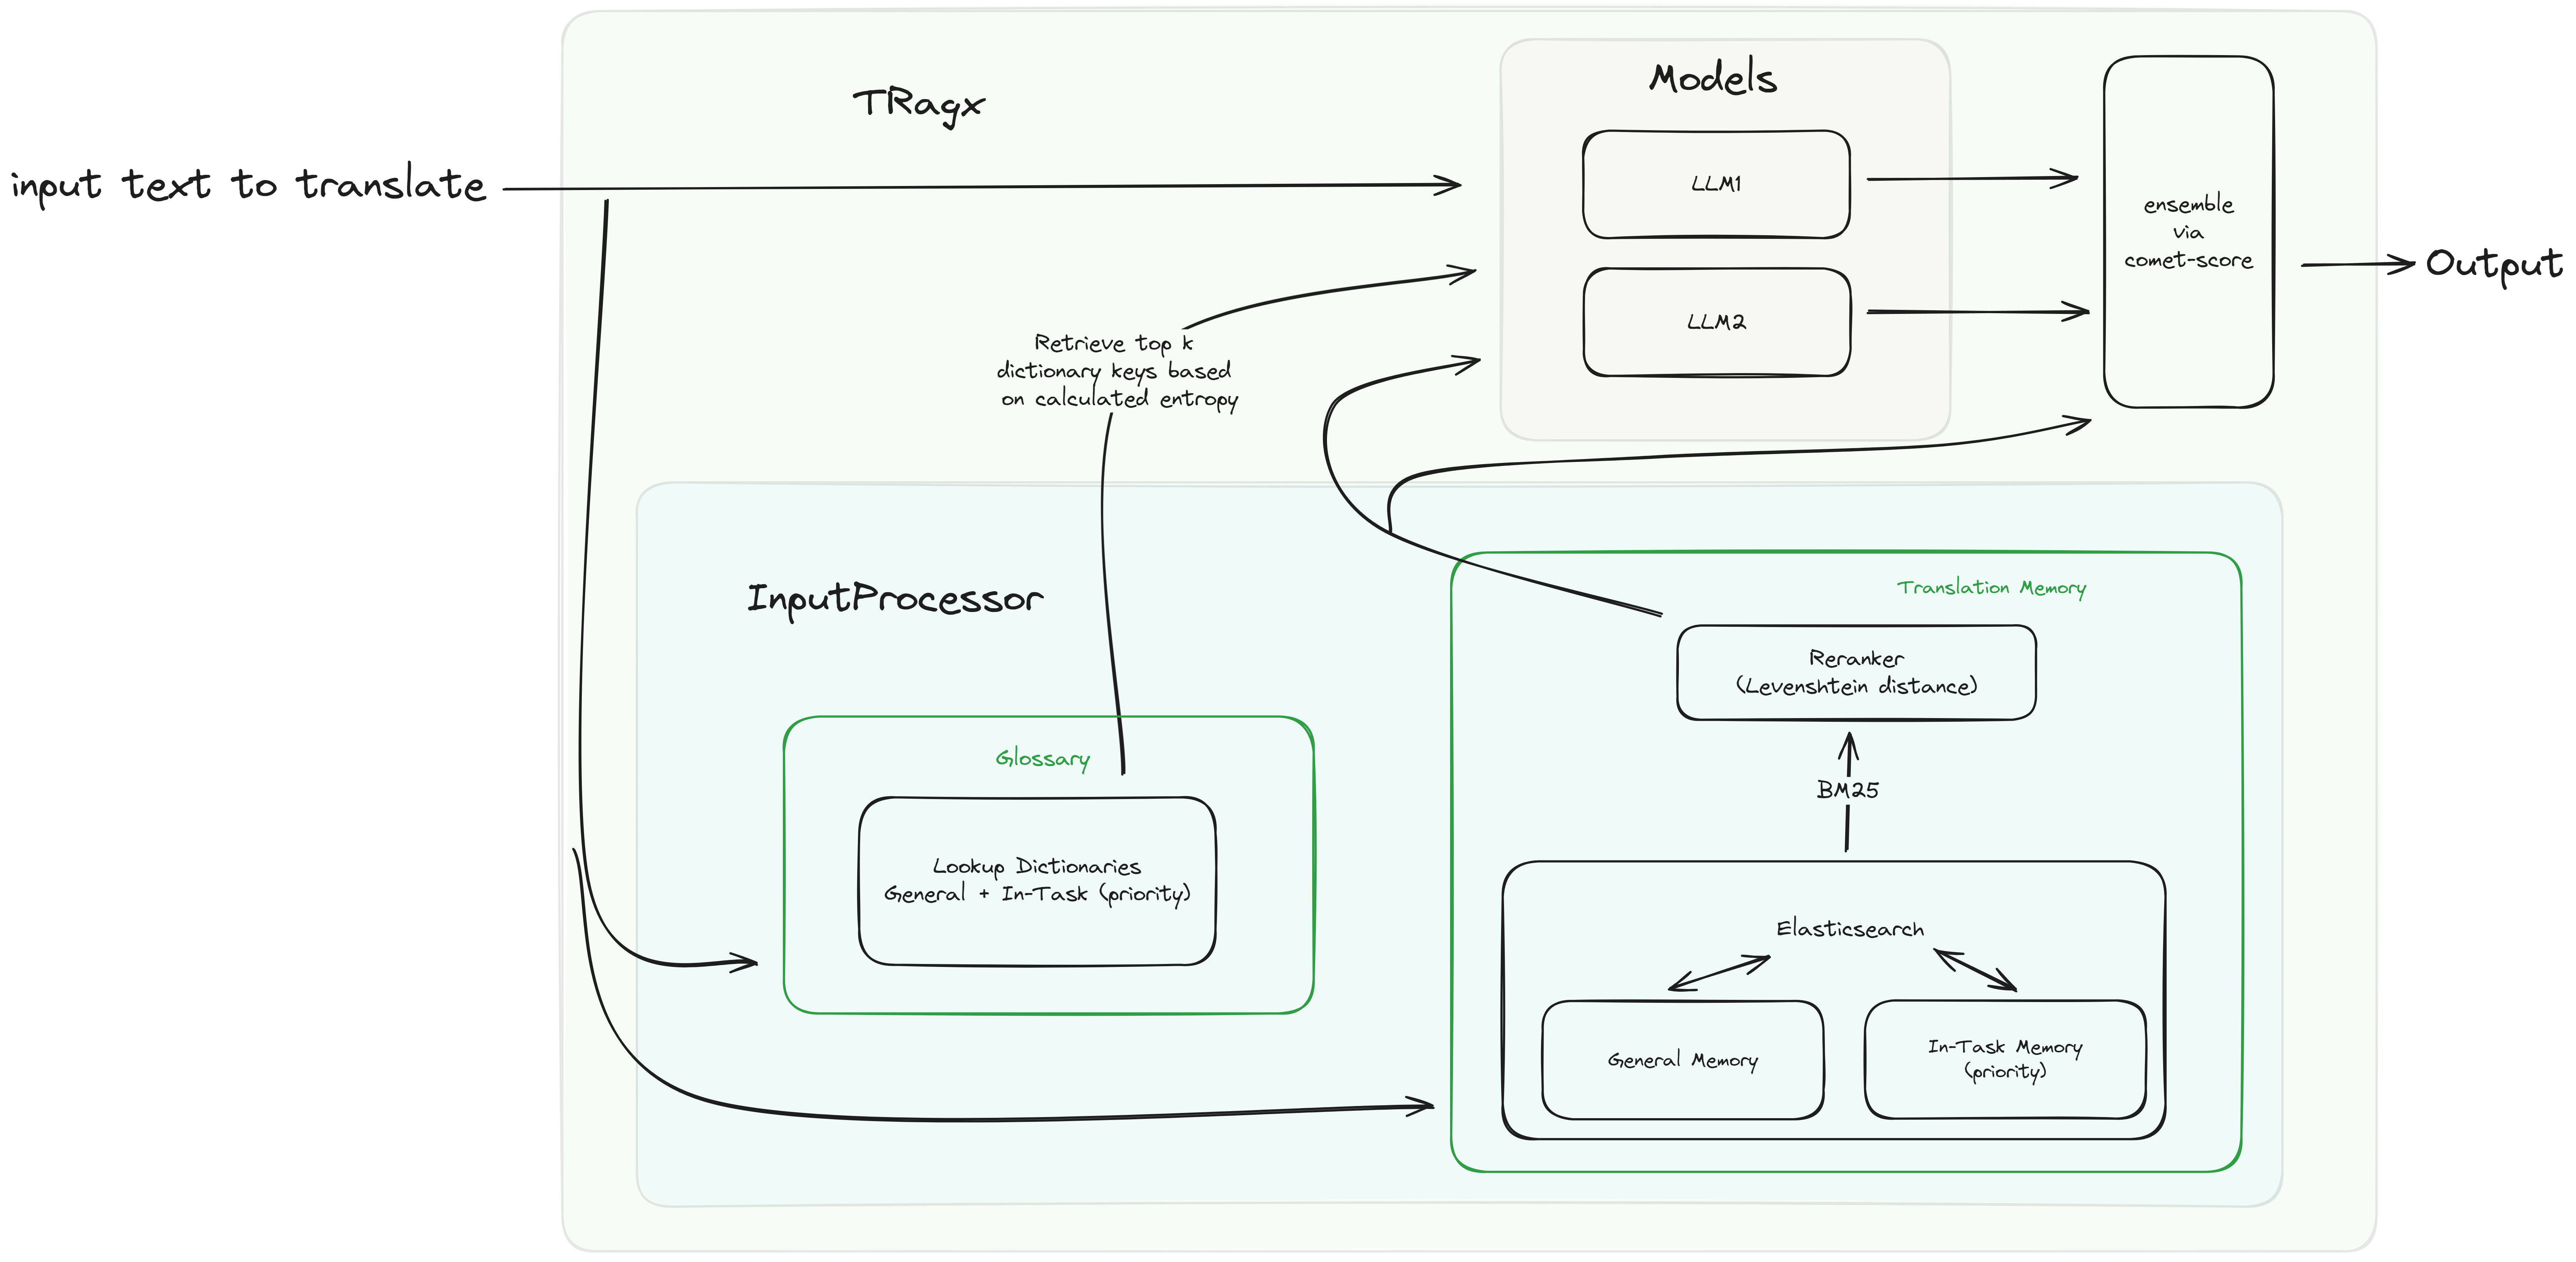 TRagx
Models
input text to translate
LLM1
LLM2
ensemble
via
comet-score
Output
Retrieve top k
dictionary keys based
on calculated entropy
InputProcessor
Glossary
Lookup Dictionaries
General + In-Task (priority)
Translation Memory
Reranker
(Levenshtein distance)
BM25
Elasticsearch
General Memory
In-Task Memory
(priority)